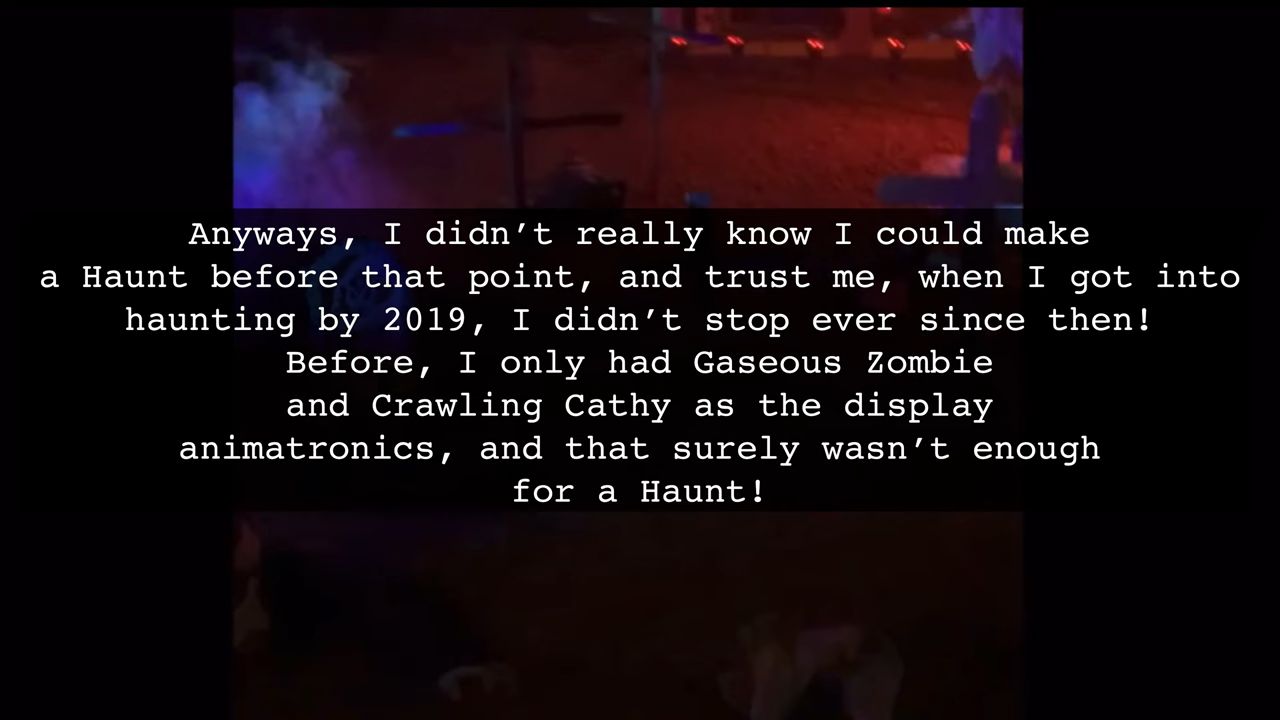 Anyways, I didn’t really know I could make
a Haunt before that point, and trust me, when I got into
haunting by 2019, I didn’t stop ever since then!
Before, I only had Gaseous Zombie
and Crawling Cathy as the display
animatronics, and that surely wasn’t enough
for a Haunt!